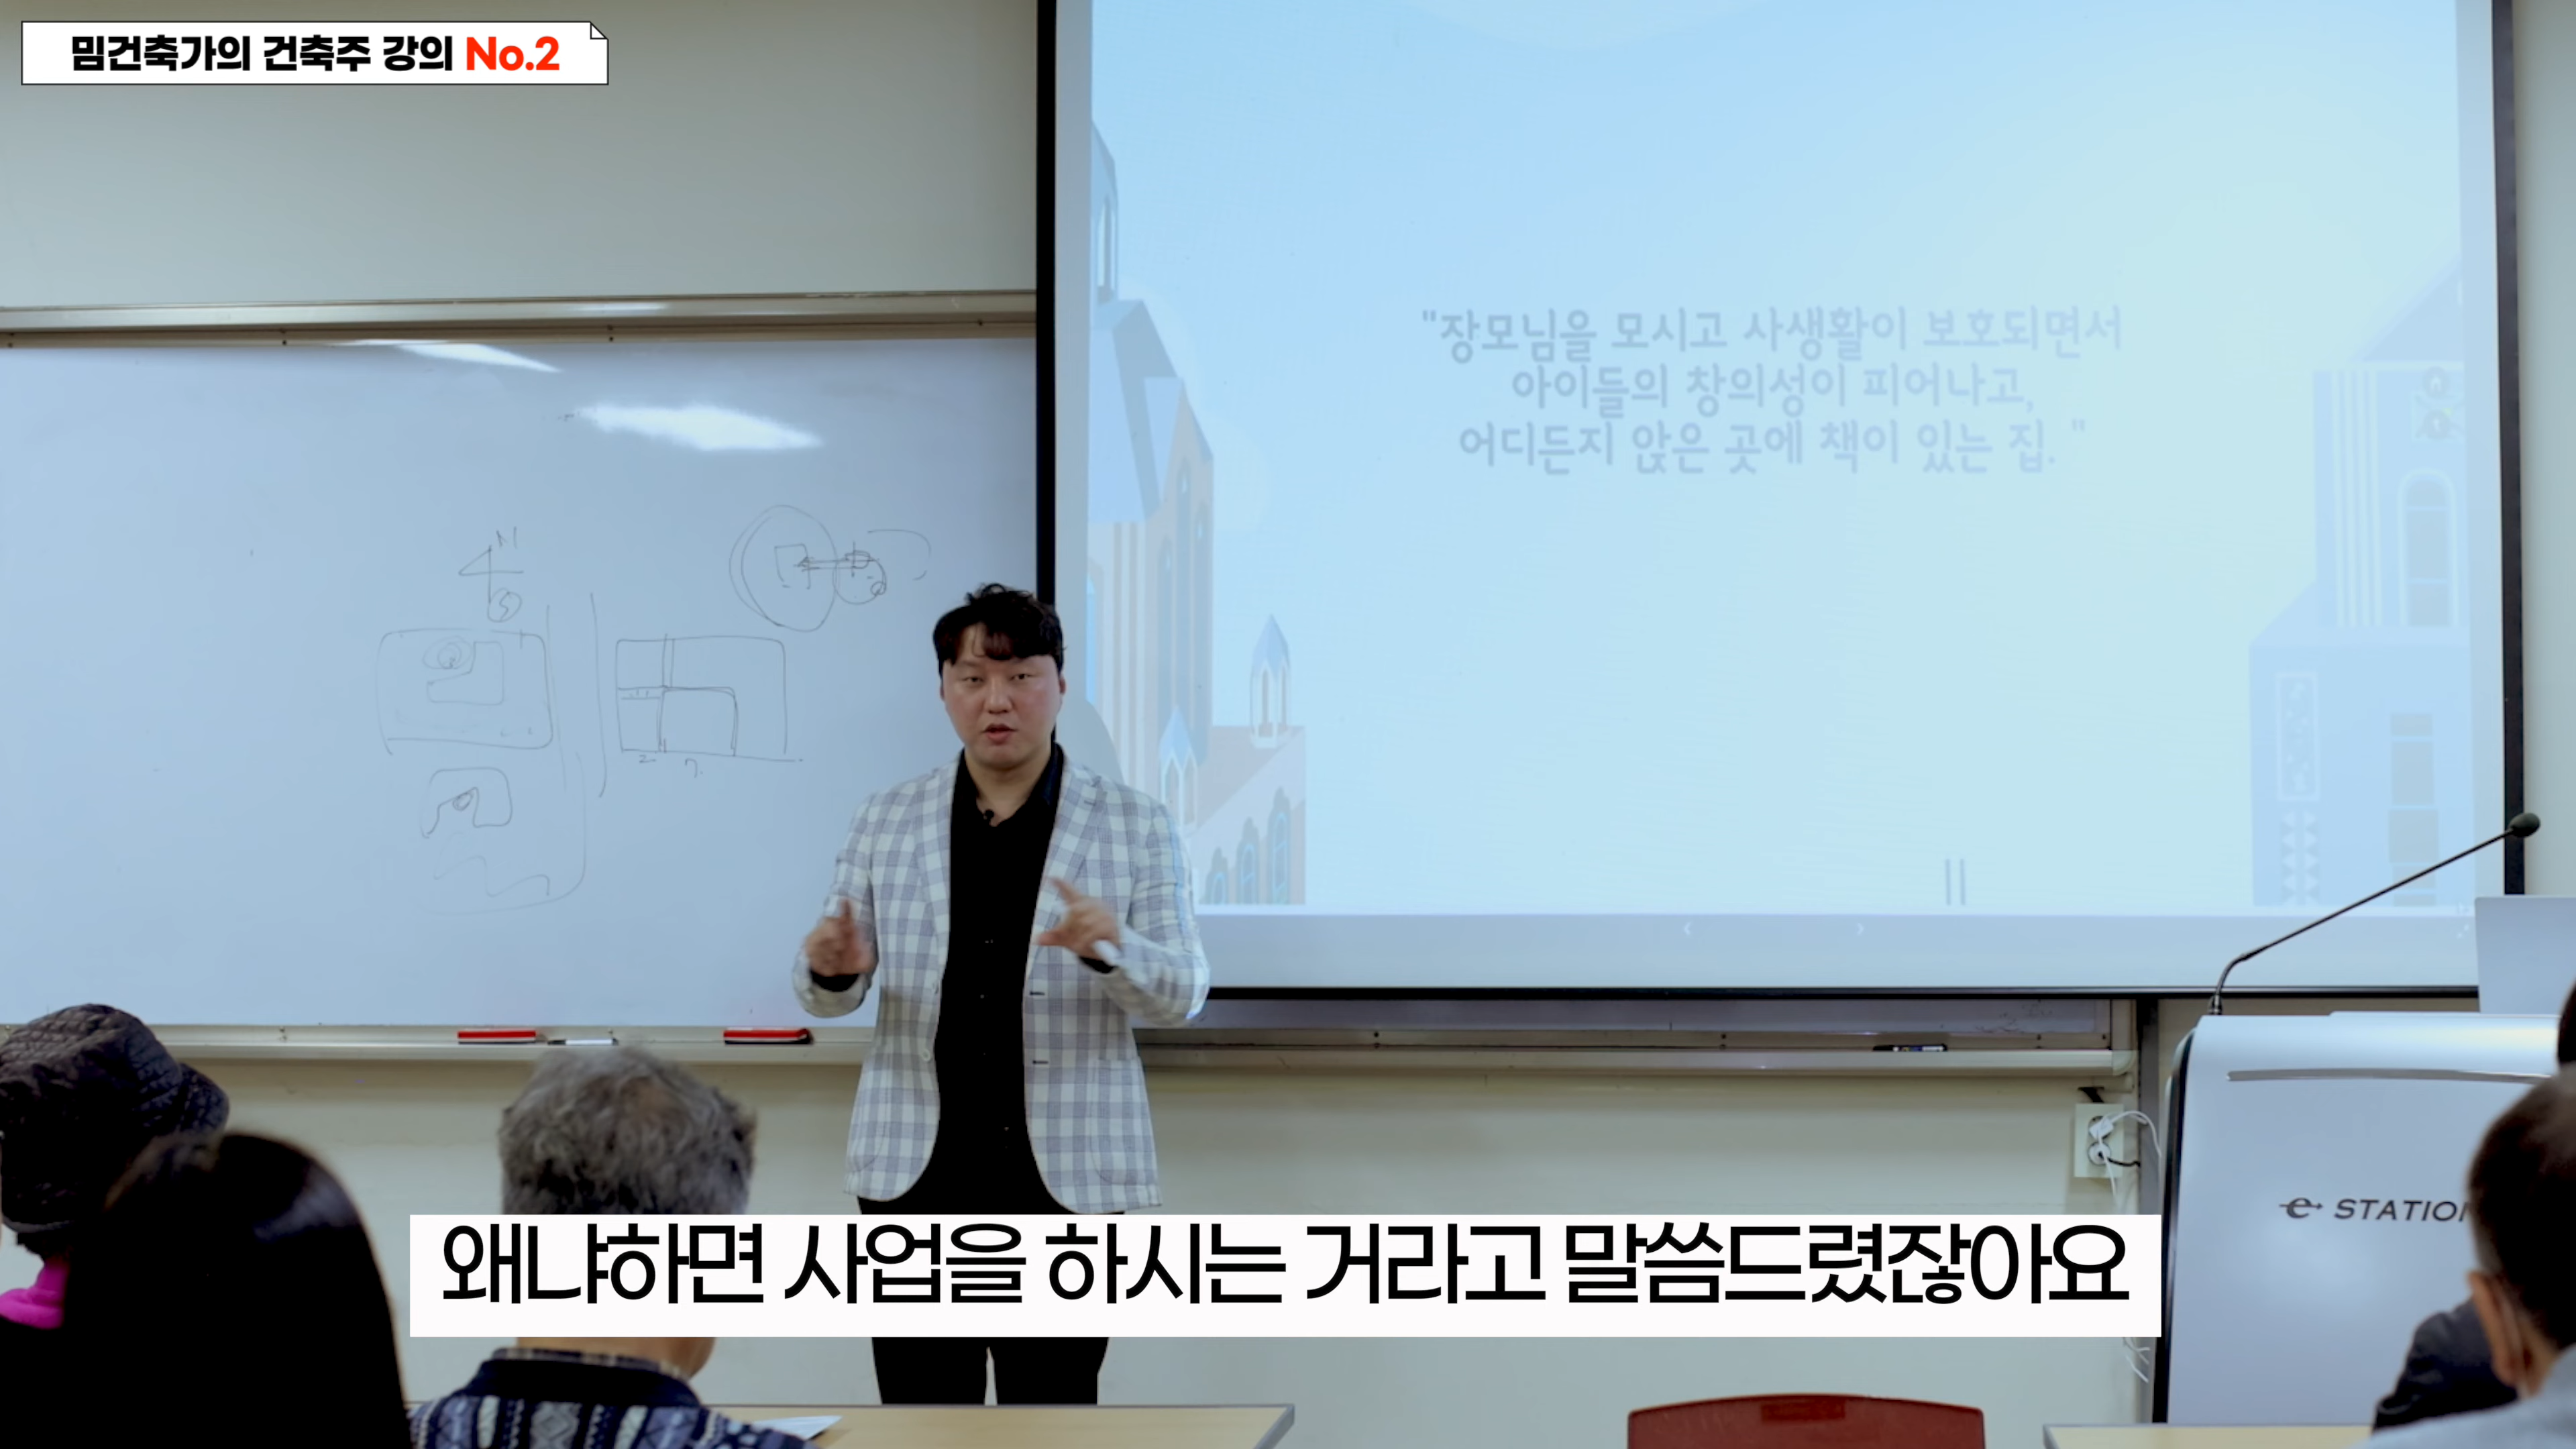 밈건축가의 건축주 강의 No.2
"장모님을 모시고 사생활이 보호되면서
아이들의 창의성이 피어나고,
어디든지 앉은 곳에 책이 있는 집. "
N
S
2
7.
e STATION
왜냐하면 사업을 하시는 거라고 말씀드렸잖아요